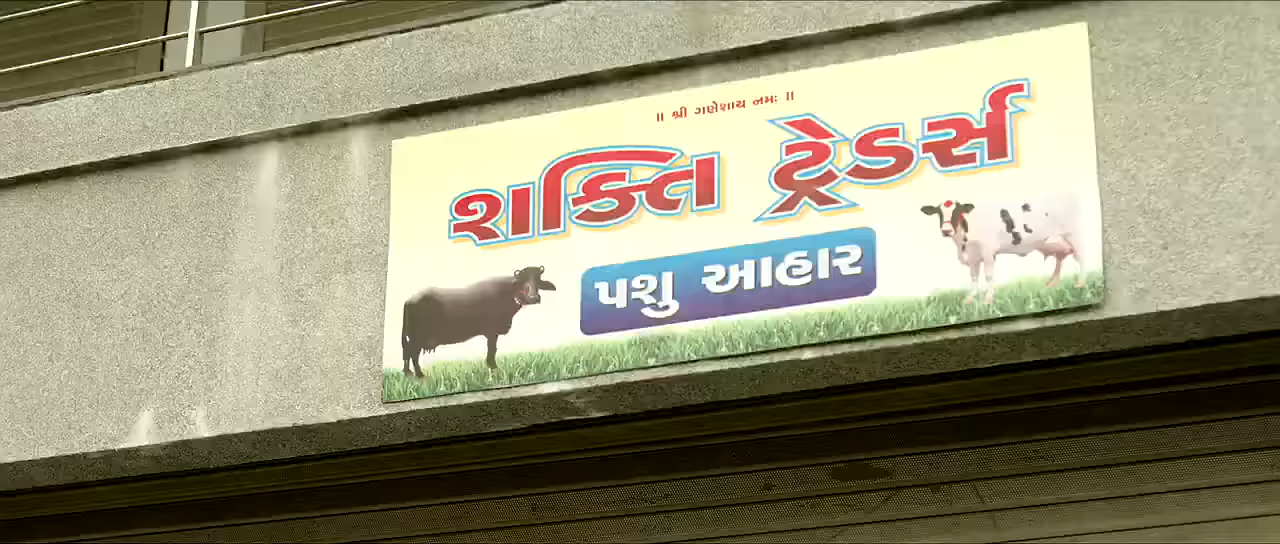 ॥ શ્રી ગણેશાય નમઃ ॥
શક્તિ ટ્રેડર્સ
પશુ આહાર